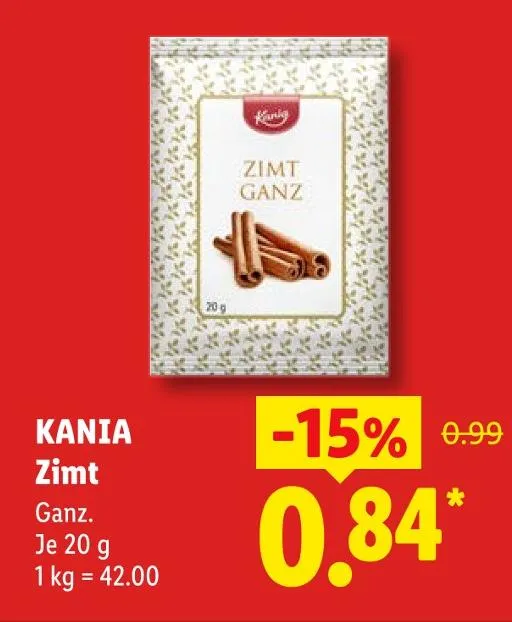 Kania
ZIMT
GANZ
20 g
KANIA
Zimt
Ganz.
Je 20 g
1 kg = 42.00
-15%
0.99
0.84*